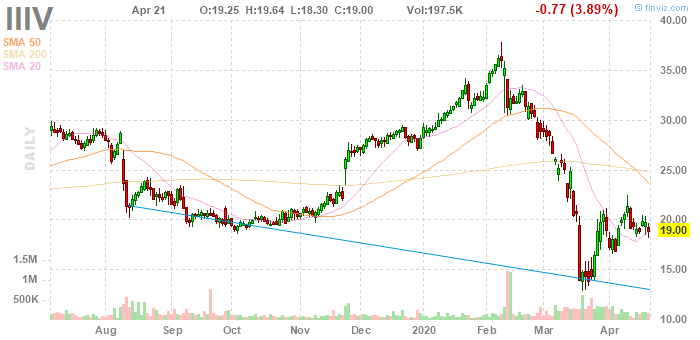 IIIV
Apr 21 O:19.25 H:19.64 L:18.30 C:19.00 Vol:197.5K -0.77 (3.89%)
© finviz.com
SMA 50
SMA 200
SMA 20
DAILY
40.00
35.00
30.00
25.00
20.00
19.00
15.00
10.00
1.5M
1M
500K
Aug Sep Oct Nov Dec 2020 Feb Mar Apr